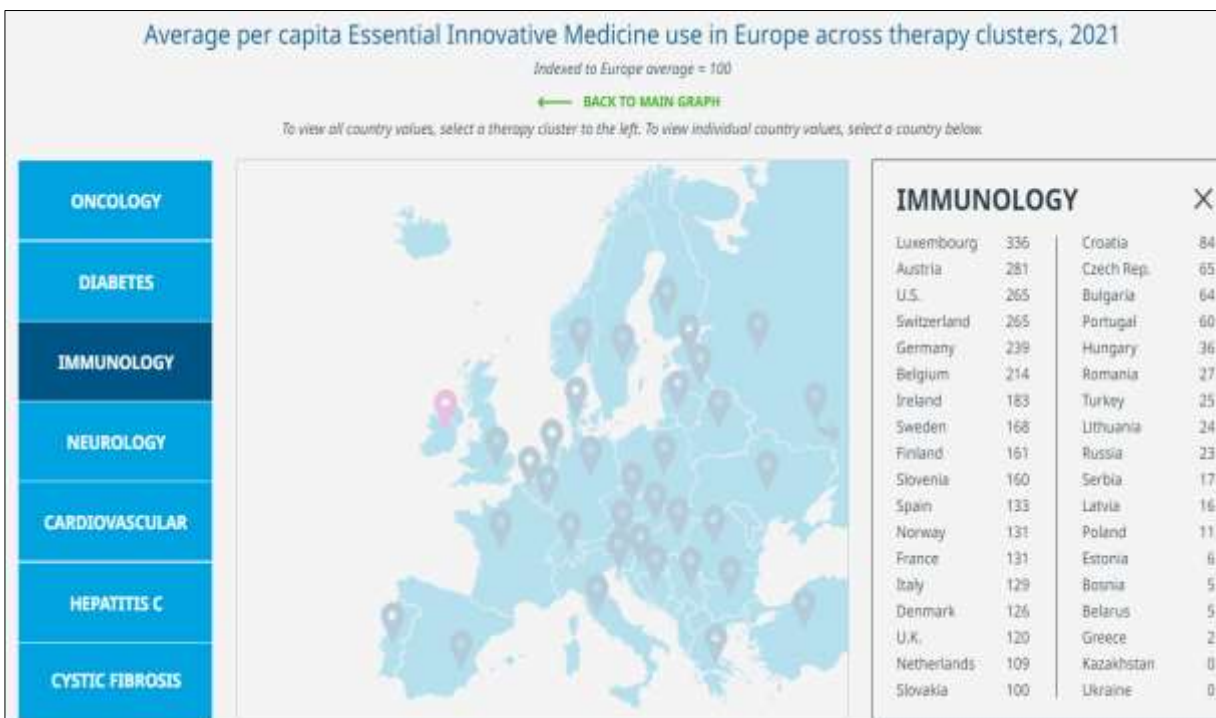 Average per capita Essential Innovative Medicine use in Europe across therapy clusters, 2021
Indexed to Europe average = 100
BACK TO MAIN GRAPH
To view all country values, select a therapy cluster to the left. To view individual country values, select a country below.
ONCOLOGY
DIABETES
IMMUNOLOGY
NEUROLOGY
CARDIOVASCULAR
HEPATITIS C
CYSTIC FIBROSIS
IMMUNOLOGY
Luxembourg 336
Austria 281
U.S. 265
Switzerland 265
Germany 239
Belgium 214
Ireland 183
Sweden 168
Finland 161
Slovenia 160
Spain 133
Norway 131
France 131
Italy 129
Denmark 126
U.K. 120
Netherlands 109
Slovakia 100
Croatia 84
Czech Rep. 65
Bulgaria 64
Portugal 60
Hungary 36
Romania 27
Turkey 25
Lithuania 24
Russia 23
Serbia 17
Latvia 16
Poland 11
Estonia 6
Bosnia 5
Belarus 5
Greece 2
Kazakhstan 0
Ukraine 0